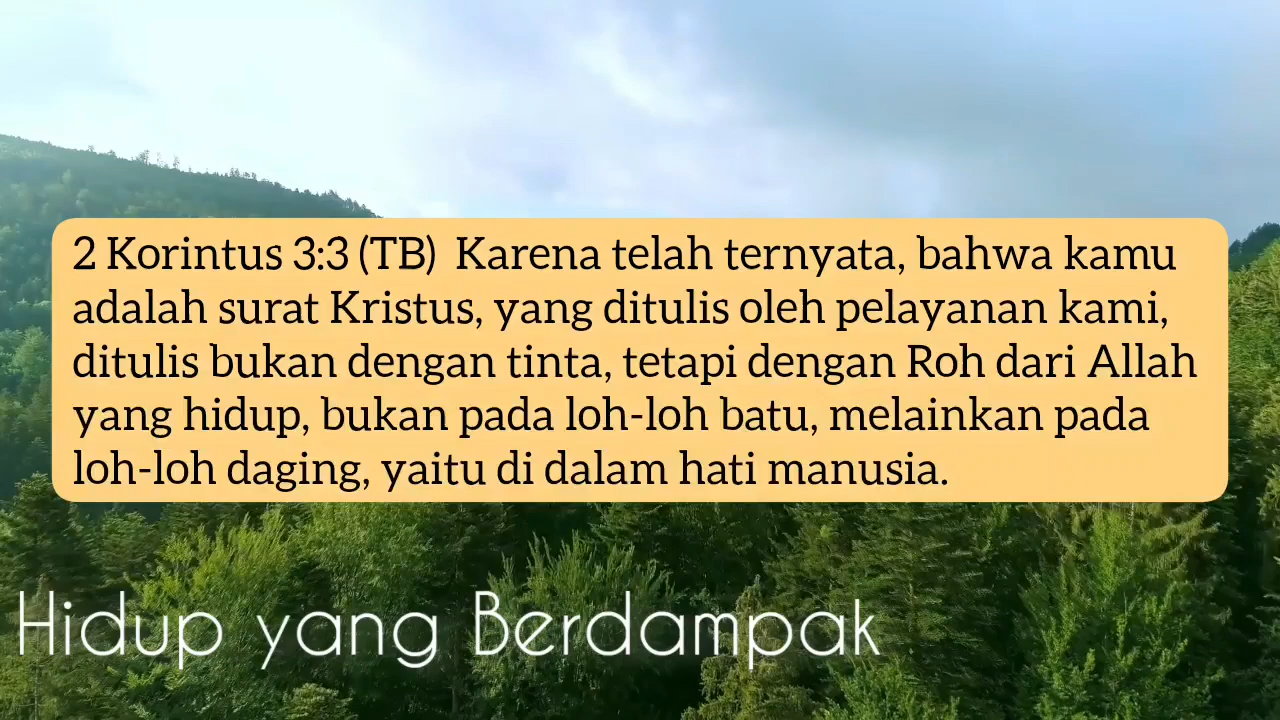 2 Korintus 3:3 (TB)  Karena telah ternyata, bahwa kamu
adalah surat Kristus, yang ditulis oleh pelayanan kami,
ditulis bukan dengan tinta, tetapi dengan Roh dari Allah
yang hidup, bukan pada loh-loh batu, melainkan pada
loh-loh daging, yaitu di dalam hati manusia.
Hidup yang Berdampak